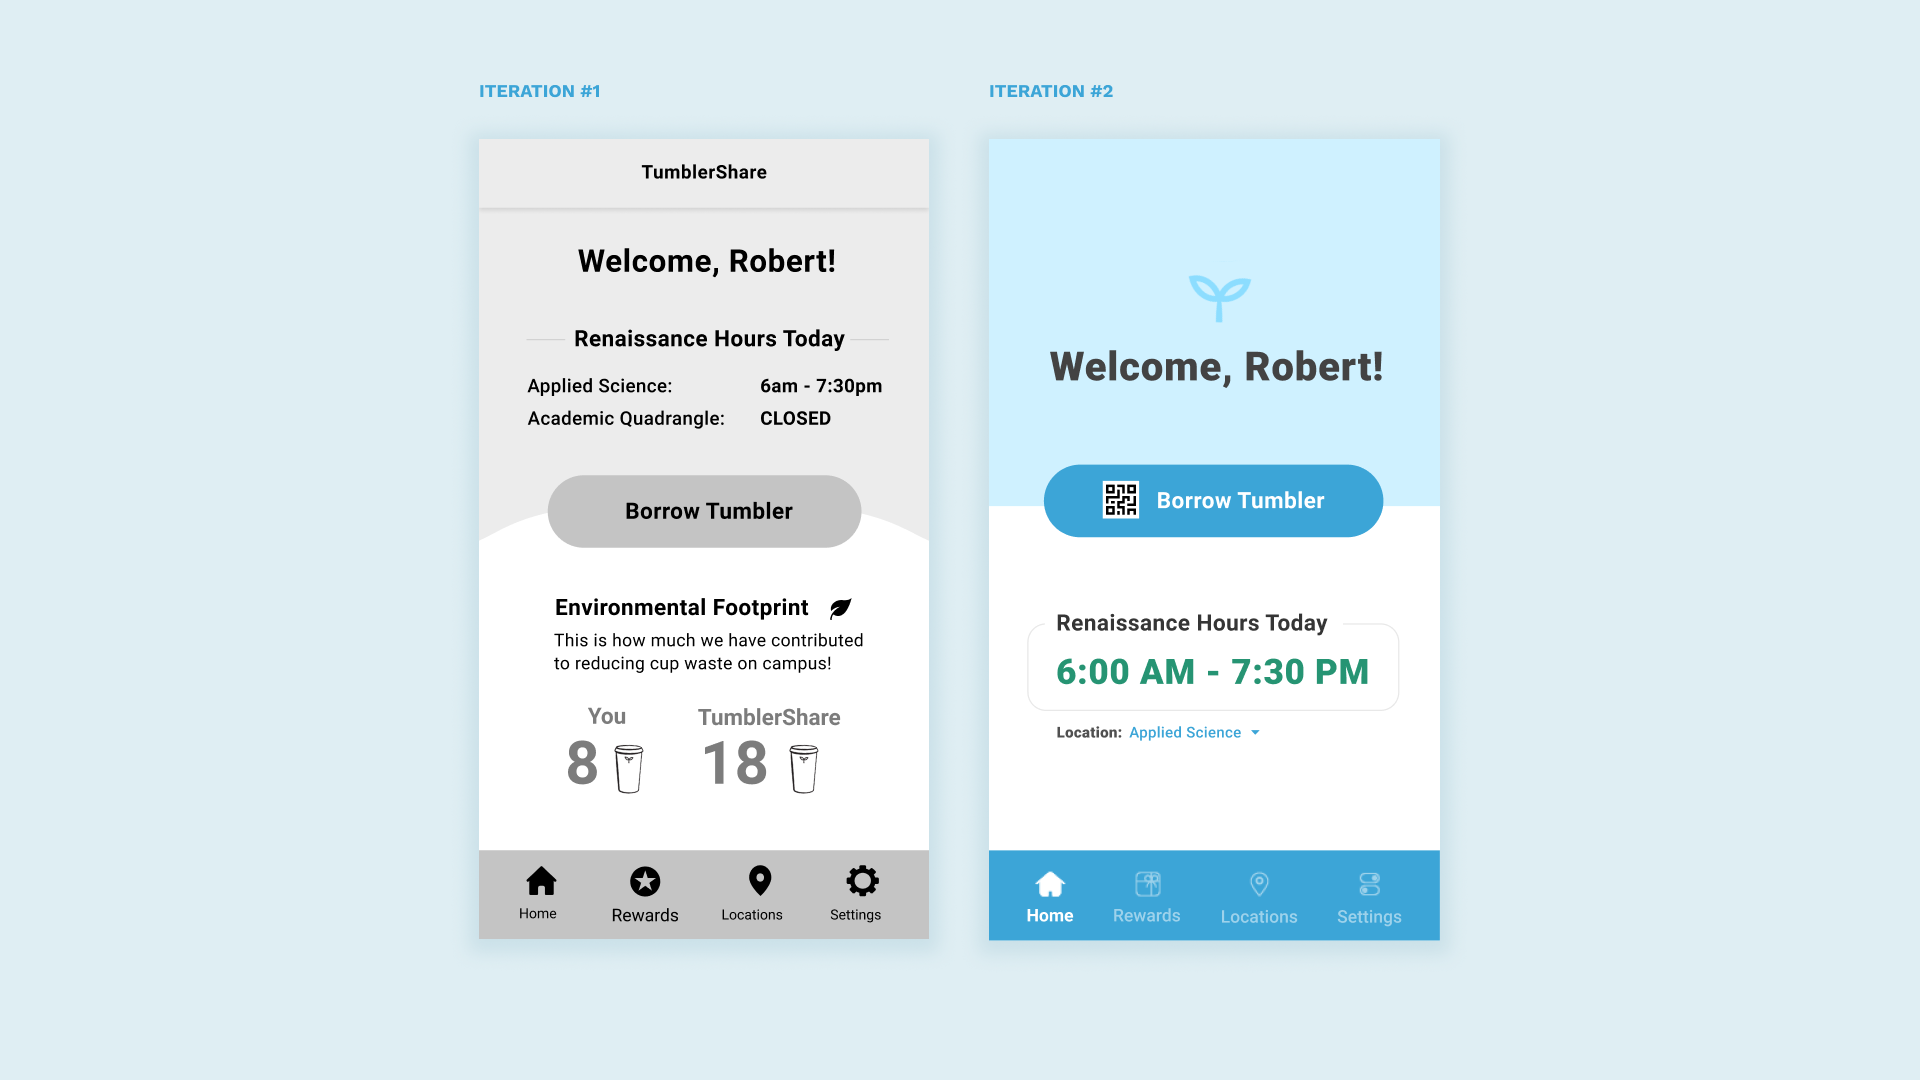 ITERATION #1
TumblerShare
Welcome, Robert!
Renaissance Hours Today
Applied Science: 6am - 7:30pm
Academic Quadrangle: CLOSED
Borrow Tumbler
Environmental Footprint
This is how much we have contributed
to reducing cup waste on campus!
You TumblerShare
8 18
Home Rewards Locations Settings
ITERATION #2
Welcome, Robert!
Borrow Tumbler
Renaissance Hours Today
6:00 AM - 7:30 PM
Location: Applied Science
Home Rewards Locations Settings